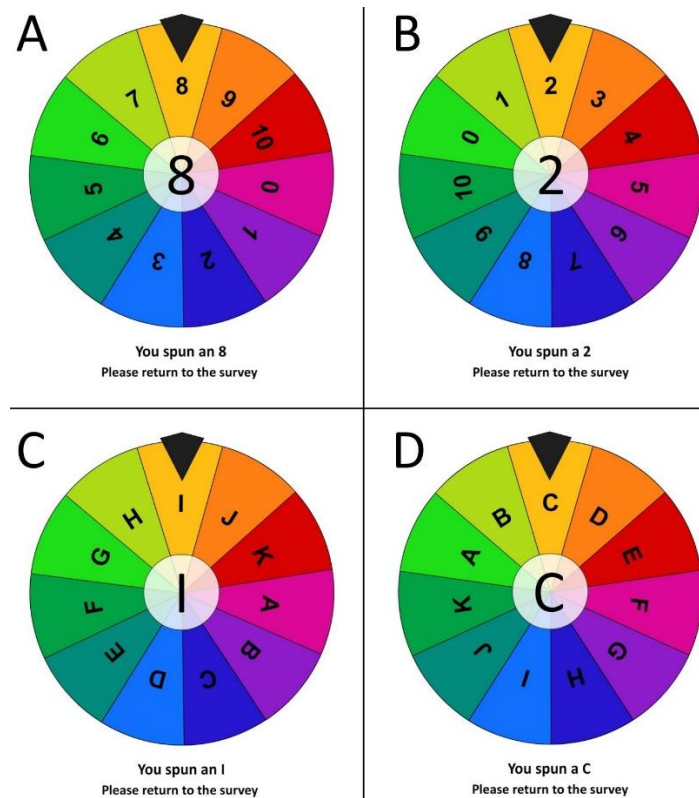 A
8
9
10
0
1
2
3
4
5
6
7
8
You spun an 8
Please return to the survey
B
2
3
4
5
6
7
8
9
10
0
1
2
You spun a 2
Please return to the survey
C
I
J
K
A
B
C
D
E
F
G
H
I
You spun an I
Please return to the survey
D
C
D
E
F
G
H
I
J
K
A
B
C
You spun a C
Please return to the survey